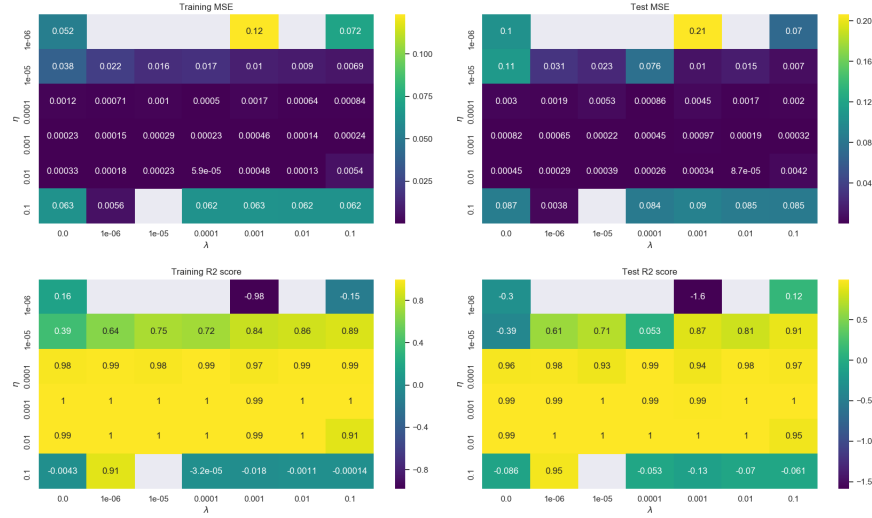 Training MSE
1e-06 0.052 0.12 0.072
1e-05 0.038 0.022 0.016 0.017 0.01 0.009 0.0069
0.0001 0.0012 0.00071 0.001 0.0005 0.0017 0.00064 0.00084
η
0.001 0.00023 0.00015 0.00029 0.00023 0.00046 0.00014 0.00024
0.01 0.00033 0.00018 0.00023 5.9e-05 0.00048 0.00013 0.0054
0.1 0.063 0.0056 0.062 0.063 0.062 0.062
0.0 1e-06 1e-05 0.0001 0.001 0.01 0.1
λ
0.100
0.075
0.050
0.025
Test MSE
1e-06 0.1 0.21 0.07
1e-05 0.11 0.031 0.023 0.076 0.01 0.015 0.007
0.0001 0.003 0.0019 0.0053 0.00086 0.0045 0.0015 0.002
η
0.001 0.00082 0.00065 0.00022 0.00045 0.00097 0.00019 0.00032
0.01 0.00045 0.00029 0.00039 0.00026 0.00034 8.7e-05 0.0042
0.1 0.087 0.0038 0.084 0.09 0.086 0.085
0.0 1e-06 1e-05 0.0001 0.001 0.01 0.1
λ
0.20
0.16
0.12
0.08
0.04
Training R2 score
1e-06 0.16 -0.98 -0.15
1e-05 0.39 0.64 0.75 0.72 0.84 0.86 0.89
0.0001 0.98 0.99 0.98 0.99 0.97 0.99 0.99
η
0.001 1 1 1 1 0.99 1 1
0.01 0.99 1 1 1 0.99 1 0.91
0.1 -0.0043 0.91 -3.2e-05 -0.018 -0.0011 -0.00014
0.0 1e-06 1e-05 0.0001 0.001 0.01 0.1
λ
0.8
0.4
0.0
-0.4
-0.8
Test R2 score
1e-06 -0.3 -1.6 0.12
1e-05 -0.39 0.61 0.71 0.053 0.87 0.81 0.91
0.0001 0.96 0.98 0.93 0.99 0.94 0.98 0.97
η
0.001 0.99 0.99 1 0.99 0.99 1 1
0.01 0.99 1 1 1 1 1 0.95
0.1 -0.086 0.95 -0.053 -0.13 -0.07 -0.061
0.0 1e-06 1e-05 0.0001 0.001 0.01 0.1
λ
0.5
0.0
-0.5
-1.0
-1.5